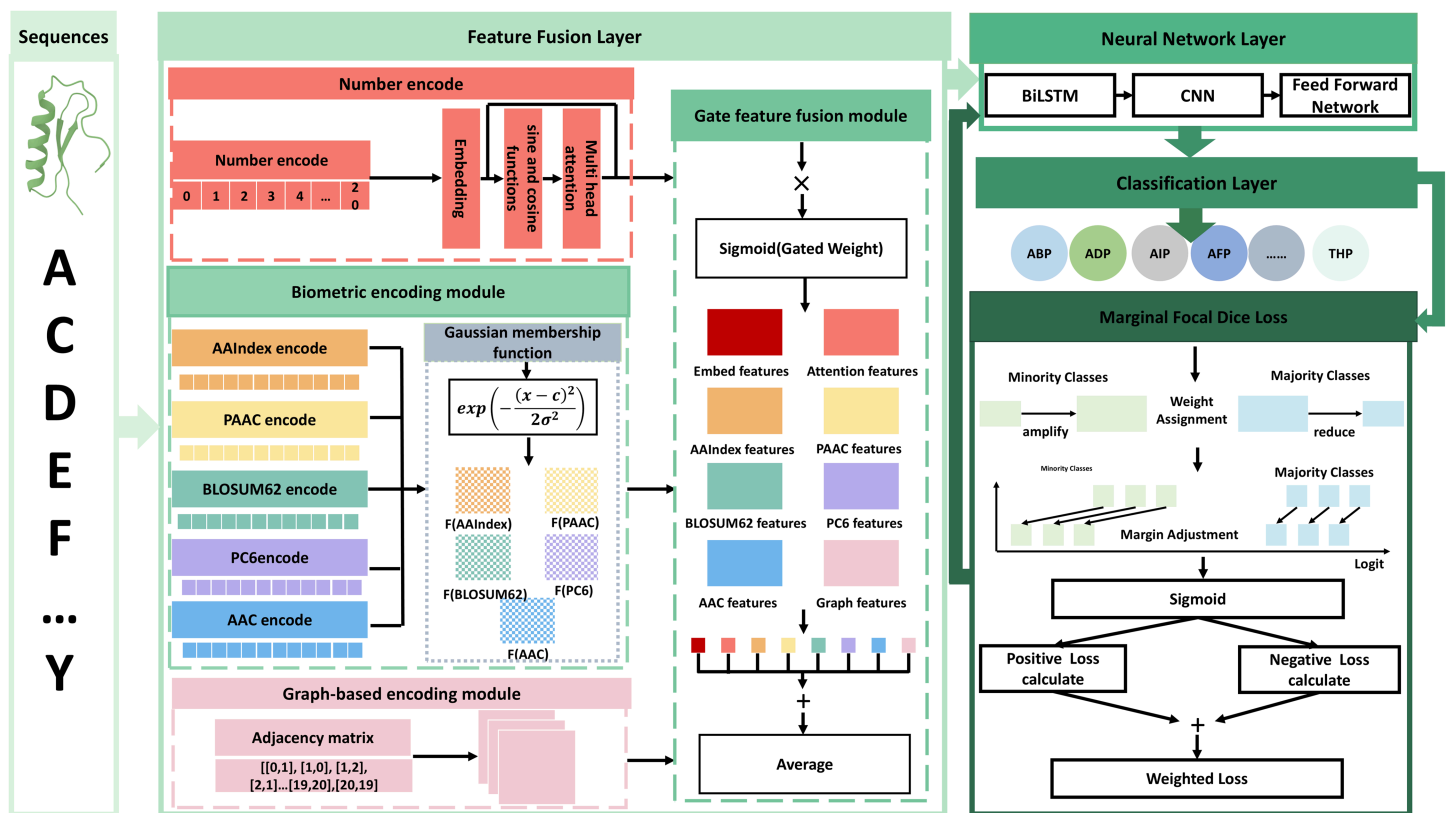 Sequences
A
C
D
E
F
...
Y
Feature Fusion Layer
Number encode
Number encode
0 1 2 3 4 ... 2
0
Embedding
sine and cosine
functions
Multi head
attention
Biometric encoding module
AAIndex encode
PAAC encode
BLOSUM62 encode
PC6encode
AAC encode
Gaussian membership
function
exp(-(x − c)²/2σ²)
F(AAIndex)
F(PAAC)
F(BLOSUM62)
F(PC6)
F(AAC)
Graph-based encoding module
Adjacency matrix
[[0,1], [1,0], [1,2],
[2,1]...[19,20],[20,19]
Gate feature fusion module
×
Sigmoid(Gated Weight)
Embed features
Attention features
AAIndex features
PAAC features
BLOSUM62 features
PC6 features
AAC features
Graph features
+
Average
Neural Network Layer
BiLSTM
CNN
Feed Forward
Network
Classification Layer
ABP
ADP
AIP
AFP
......
THP
Marginal Focal Dice Loss
Minority Classes
Majority Classes
Weight
Assignment
amplify
reduce
Minority Classes
Majority Classes
Margin Adjustment
Logit
Sigmoid
Positive Loss
calculate
Negative Loss
calculate
+
Weighted Loss